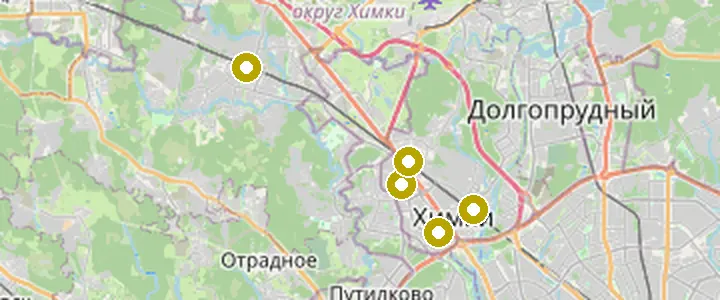 округ Химки
Долгопрудный
Химки
Отрадное
Путилково